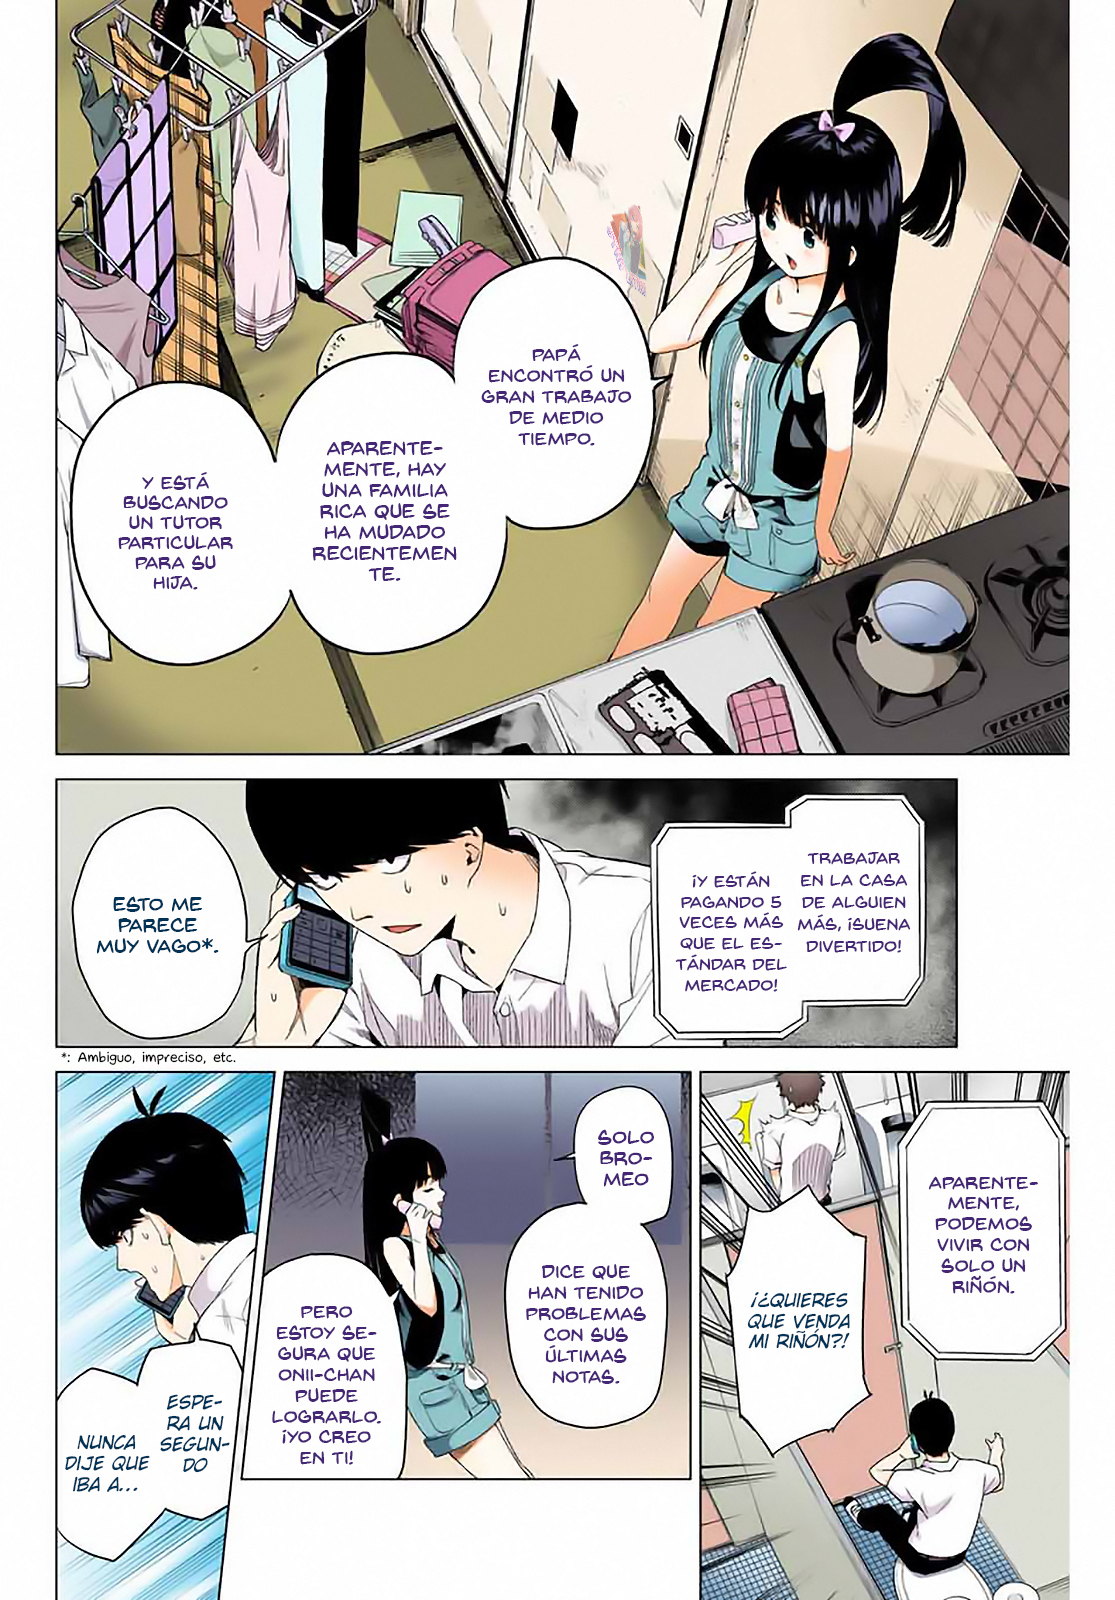 PAPÁ
ENCONTRÓ UN
GRAN TRABAJO
DE MEDIO
TIEMPO.
APARENTE-
MENTE, HAY
UNA FAMILIA
RICA QUE SE
HA MUDADO
RECIENTEMEN
TE.
Y ESTÁ
BUSCANDO
UN TUTOR
PARTICULAR
PARA SU
HIJA.
TRABAJAR
EN LA CASA
DE ALGUIEN
MÁS, ¡SUENA
DIVERTIDO!
¡Y ESTÁN
PAGANDO 5
VECES MÁS
QUE EL ES-
TÁNDAR DEL
MERCADO!
ESTO ME
PARECE
MUY VAGO*.
*: Ambiguo, impreciso, etc.
APARENTE-
MENTE,
PODEMOS
VIVIR CON
SOLO UN
RIÑÓN.
¡¿QUIERES
QUE VENDA
MI RIÑÓN?!
SOLO
BRO-
MEO
DICE QUE
HAN TENIDO
PROBLEMAS
CON SUS
ÚLTIMAS
NOTAS.
PERO
ESTOY SE-
GURA QUE
ONII-CHAN
PUEDE
LOGRARLO.
¡YO CREO
EN TI!
ESPE-
RA UN
SEGUN-
DO
NUNCA
DIJE QUE
IBA A...